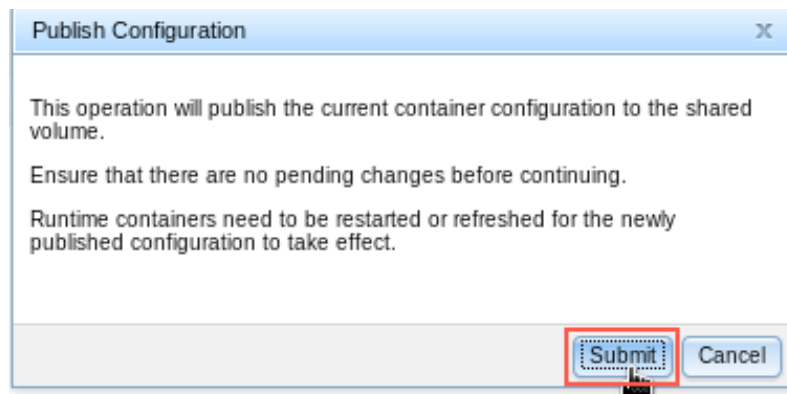 Publish Configuration
x
This operation will publish the current container configuration to the shared
volume.
Ensure that there are no pending changes before continuing.
Runtime containers need to be restarted or refreshed for the newly
published configuration to take effect.
Submit Cancel